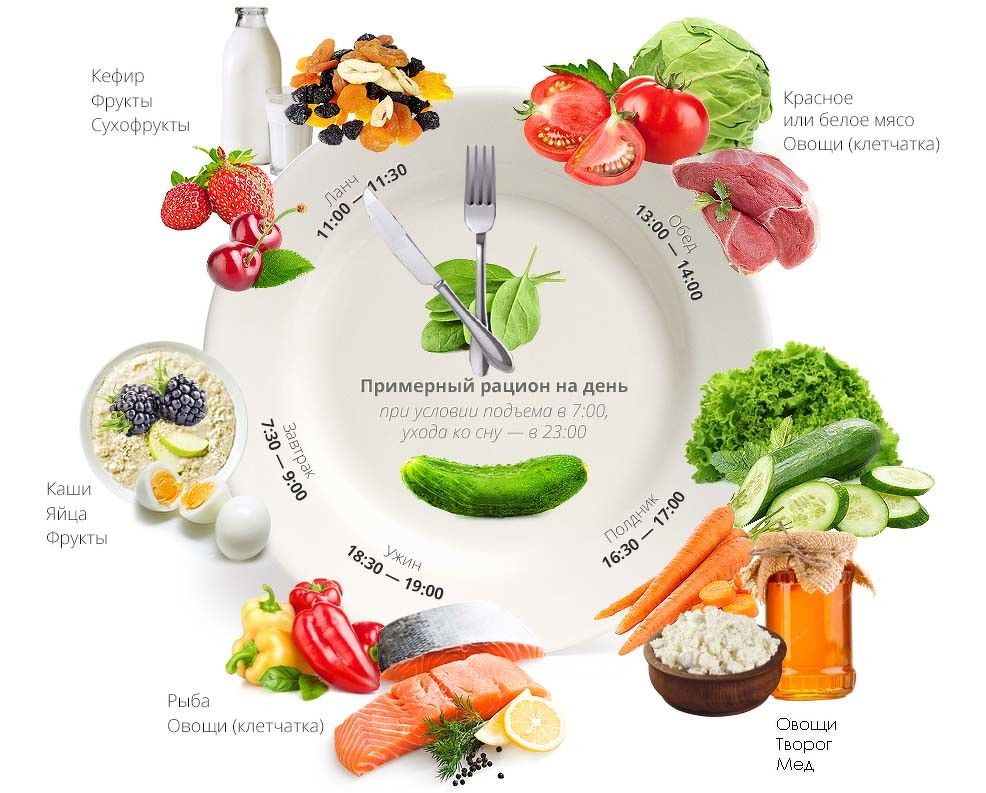 Кефир
Фрукты
Сухофрукты
Ланч
11:00 — 11:30
Красное
или белое мясо
Овощи (клетчатка)
Обед
13:00 — 14:00
Примерный рацион на день
при условии подъема в 7:00,
ухода ко сну — в 23:00
Завтрак
7:30 — 9:00
Каши
Яйца
Фрукты
Полдник
16:30 — 17:00
Ужин
18:30 — 19:00
Рыба
Овощи (клетчатка)
Овощи
Творог
Мед